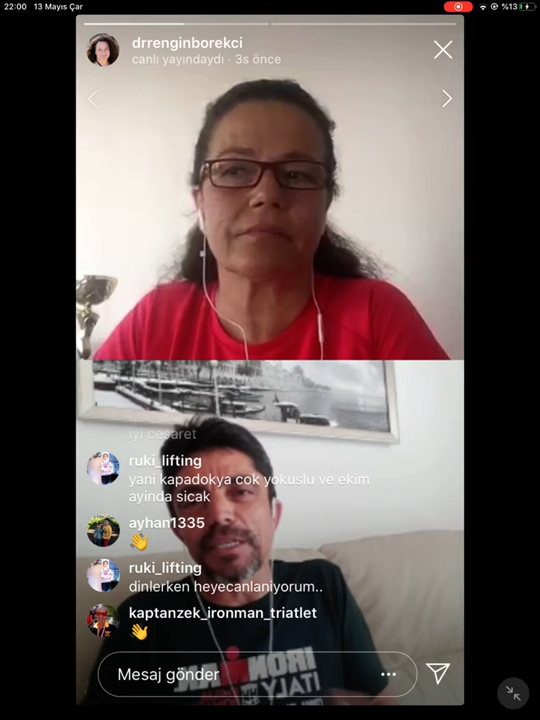 22:00 13 Mayıs Çar
%13
drrenginborekci
canlı yayındaydı · 3s önce
iyi cesaret
ruki_lifting
yani kapadokya cok yokuslu ve ekim
ayinda sicak
ayhan1335
👋
ruki_lifting
dinlerken heyecanlaniyorum..
kaptanzek_ironman_triatlet
👋
IRONMAN
ITALY
Mesaj gönder